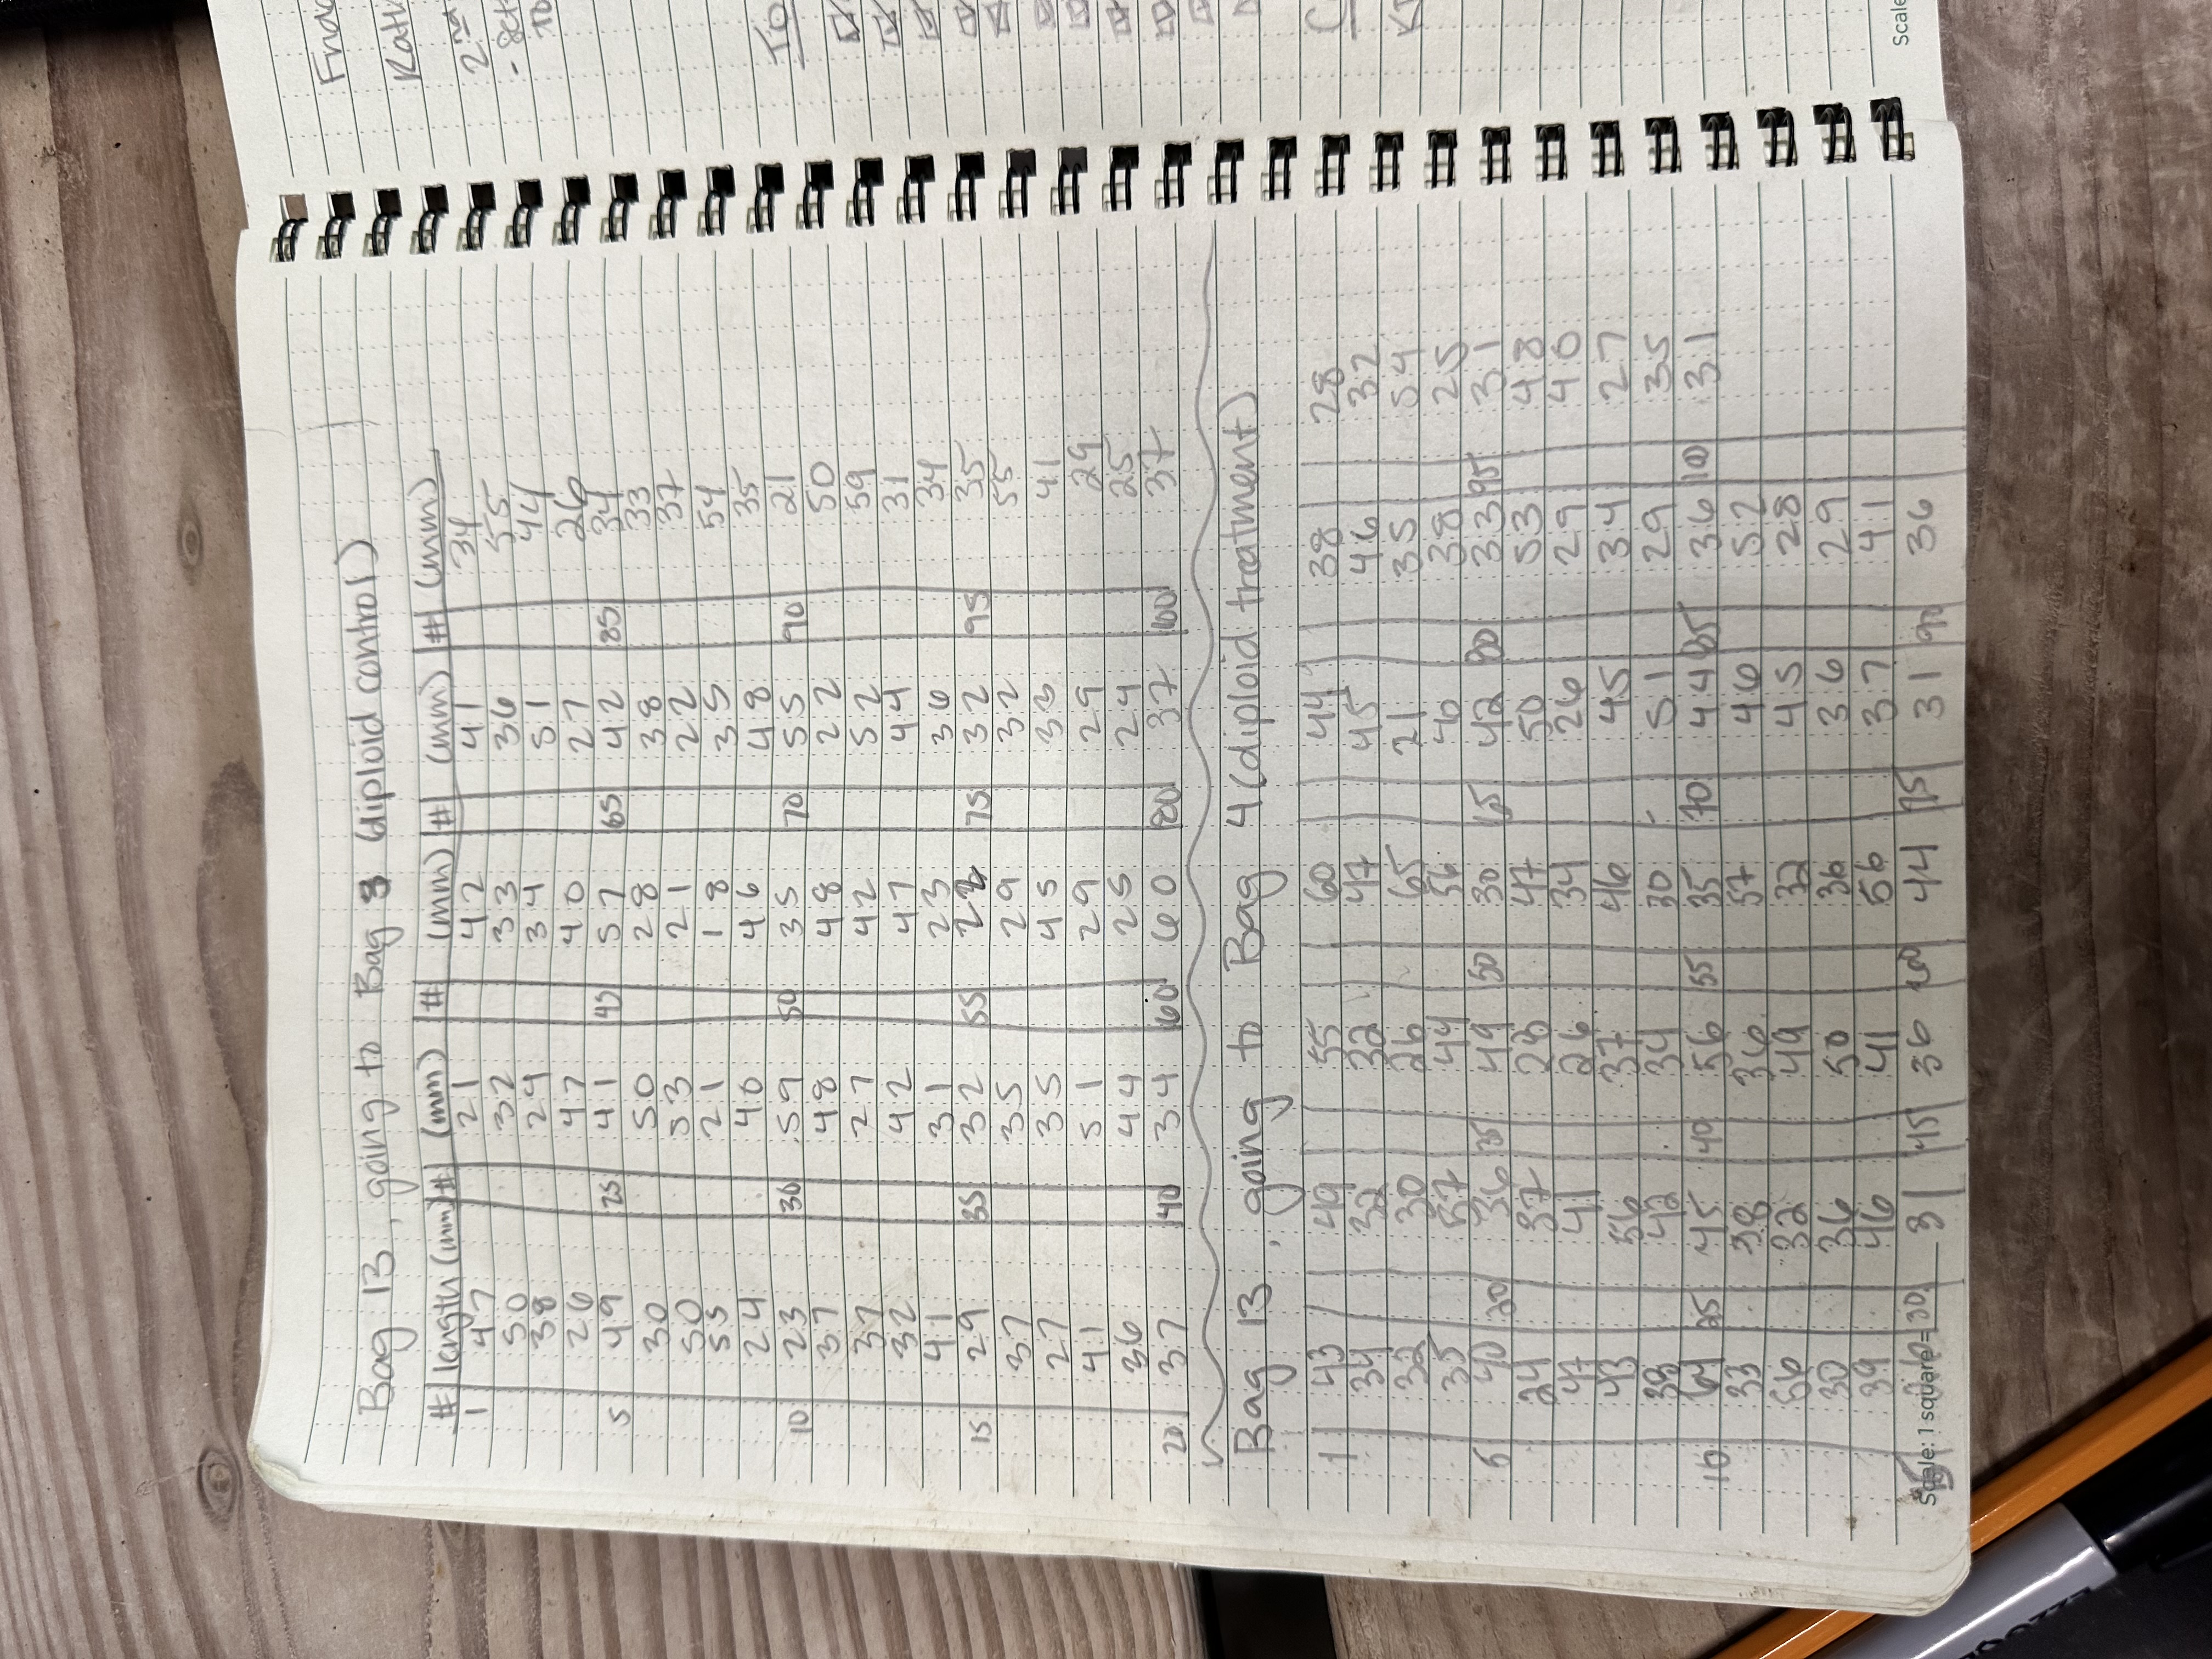 Bag 13, going to Bag 3 (diploid control)
# length (mm) # (mm) # (mm) # (mm) # (mm)
1 47 21 42 41 34
50 32 33 36 55
38 29 34 51 44
26 47 40 27 26
5 49 25 41 45 57 65 42 85 34
30 50 28 38 33
50 53 21 22 37
55 21 18 35 54
24 40 46 48 35
10 23 30 59 50 35 70 55 90 21
37 48 48 22 50
37 27 42 52 59
32 42 47 44 31
41 31 23 36 34
15 29 35 32 55 22 75 32 95 35
37 35 29 32 55
27 35 45 33 41
41 51 29 29 29
36 44 25 24 25
20 37 40 34 60 60 80 37 100 37
Bag 13, going to Bag 4 (diploid treatment)
1 43 49 55 60 44 38 28
34 32 32 47 45 46 32
32 30 26 65 21 35 54
35 57 44 56 40 38 25
5 40 20 36 35 49 50 30 65 42 80 33 95 31
24 37 28 47 50 53 48
47 41 26 34 26 29 40
43 56 37 46 45 34 27
38 42 34 30 51 29 35
10 64 25 45 40 56 55 35 70 44 85 36 100 31
33 38 36 57 46 52
56 32 49 32 45 28
30 36 50 36 36 29
39 46 41 56 37 41
15 30 31 45 36 60 44 75 31 90 36
Scale: 1 square =
Frida
2nd
- Set
To
Scale